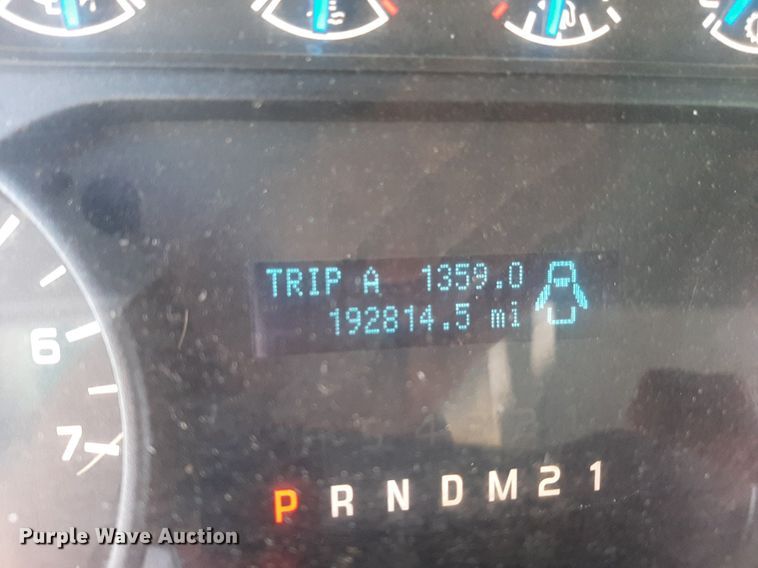 TRIP A 1359.0
192814.5 mi
6
7
P R N D M 2 1
Purple Wave Auction